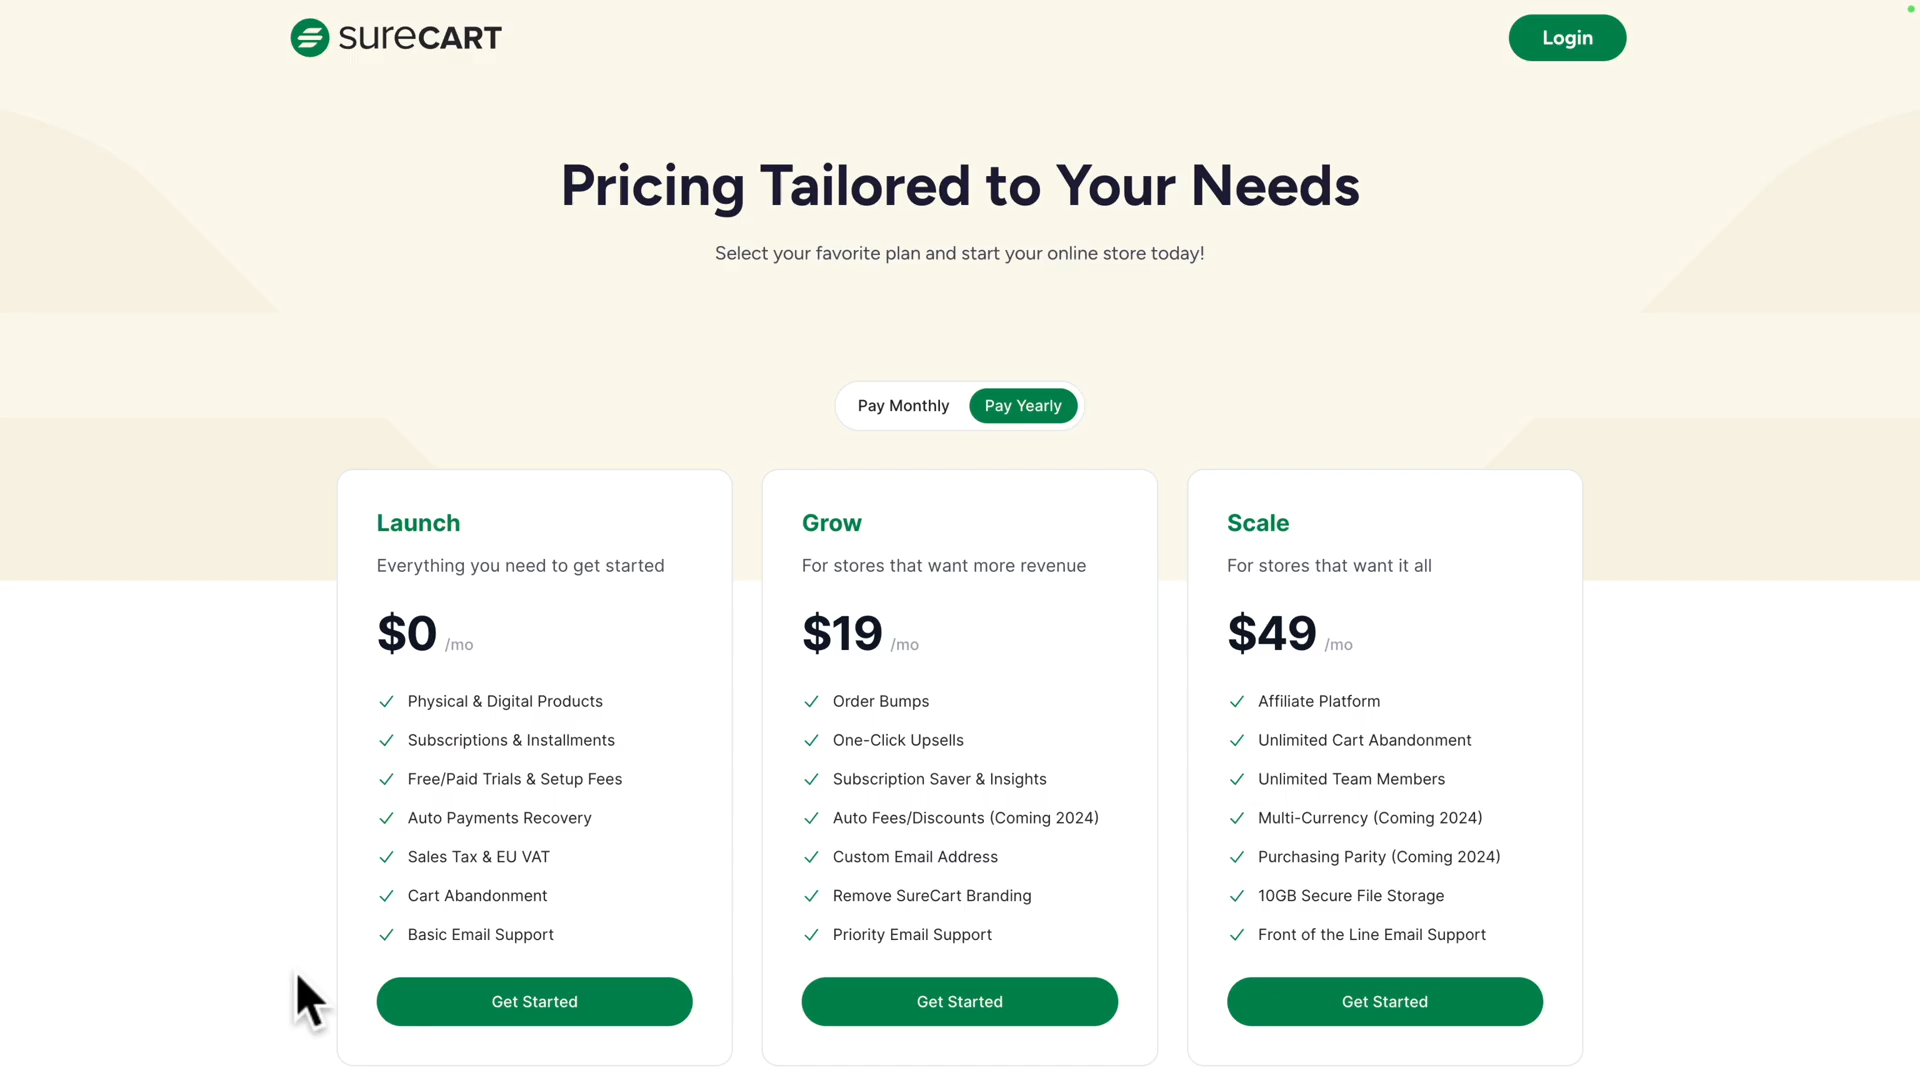 sureCART
Login
Pricing Tailored to Your Needs
Select your favorite plan and start your online store today!
Pay Monthly
Pay Yearly
Launch
Everything you need to get started
$0 /mo
Physical & Digital Products
Subscriptions & Installments
Free/Paid Trials & Setup Fees
Auto Payments Recovery
Sales Tax & EU VAT
Cart Abandonment
Basic Email Support
Get Started
Grow
For stores that want more revenue
$19 /mo
Order Bumps
One-Click Upsells
Subscription Saver & Insights
Auto Fees/Discounts (Coming 2024)
Custom Email Address
Remove SureCart Branding
Priority Email Support
Get Started
Scale
For stores that want it all
$49 /mo
Affiliate Platform
Unlimited Cart Abandonment
Unlimited Team Members
Multi-Currency (Coming 2024)
Purchasing Parity (Coming 2024)
10GB Secure File Storage
Front of the Line Email Support
Get Started